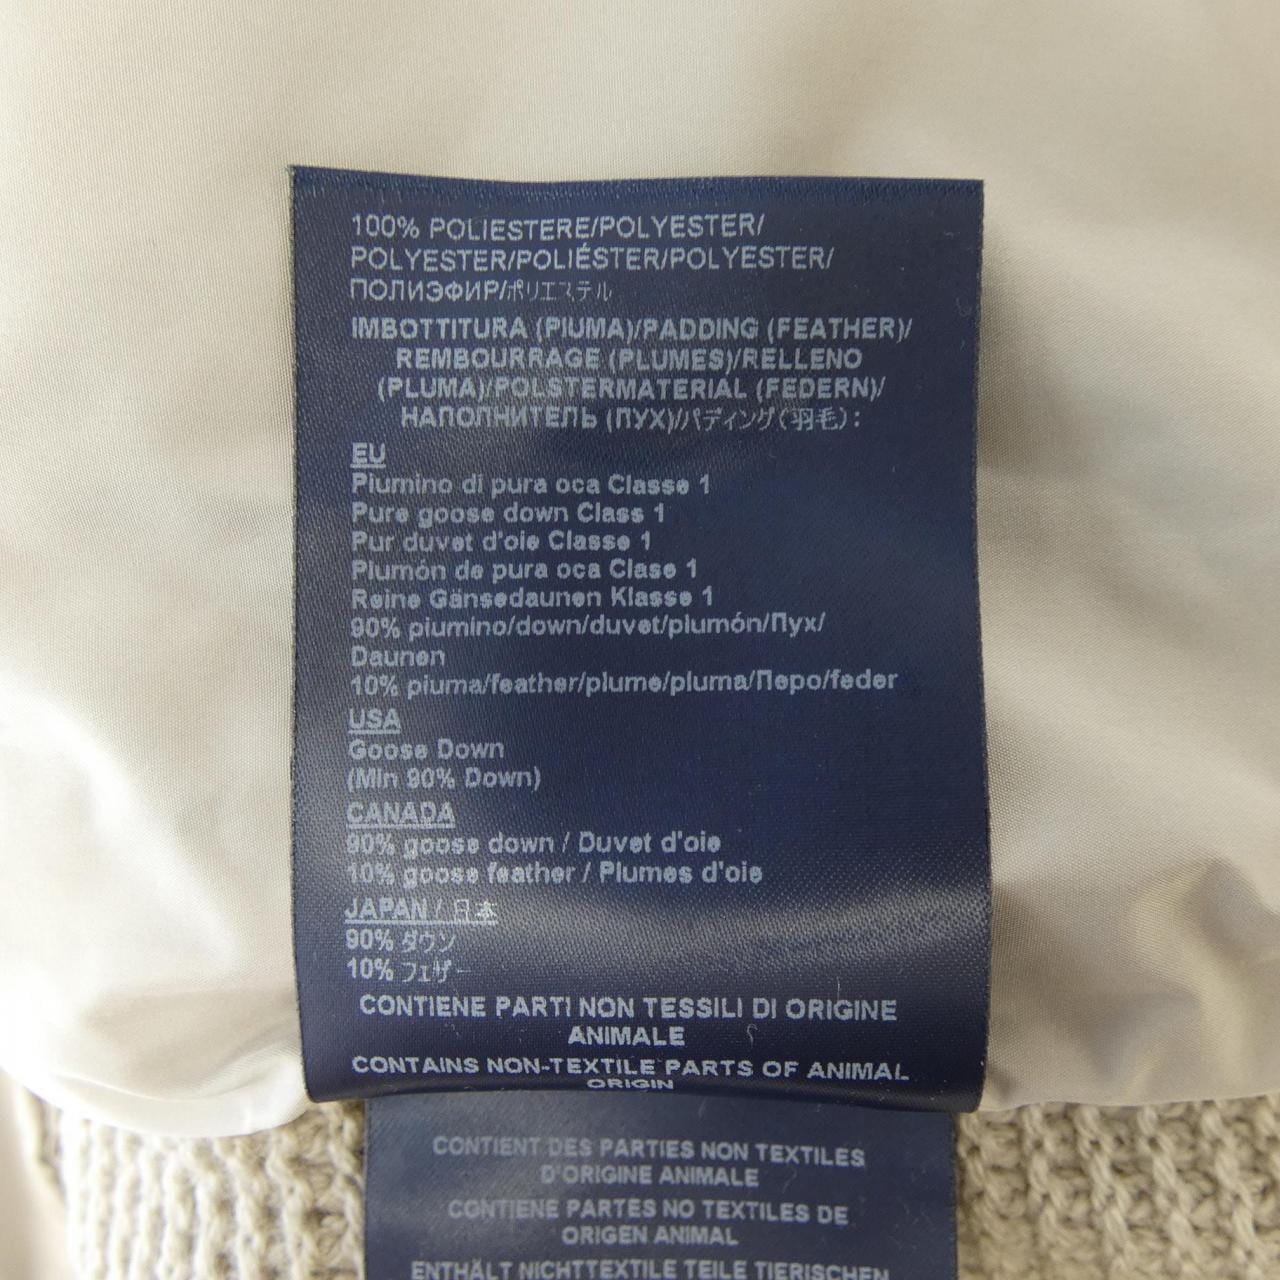 100% POLIESTERE/POLYESTER/
POLYESTER/POLIÉSTER/POLYESTER/
ПОЛИЭФИР/ポリエステル
IMBOTTITURA (PIUMA)/PADDING (FEATHER)/
REMBOURRAGE (PLUMES)/RELLENO
(PLUMA)/POLSTERMATERIAL (FEDERN)/
НАПОЛНИТЕЛЬ (ПУХ)/パディング(羽毛):
EU
Piumino di pura oca Classe 1
Pure goose down Class 1
Pur duvet d'oie Classe 1
Plumón de pura oca Clase 1
Reine Gänsedaunen Klasse 1
90% piumino/down/duvet/plumón/Пух/
Daunen
10% piuma/feather/plume/pluma/Перо/feder
USA
Goose Down
(Min 90% Down)
CANADA
90% goose down / Duvet d'oie
10% goose feather / Plumes d'oie
JAPAN / 日本
90% ダウン
10% フェザー
CONTIENE PARTI NON TESSILI DI ORIGINE
ANIMALE
CONTAINS NON-TEXTILE PARTS OF ANIMAL
ORIGIN
CONTIENT DES PARTIES NON TEXTILES
D'ORIGINE ANIMALE
CONTIENE PARTES NO TEXTILES DE
ORIGEN ANIMAL
ENTHÄLT NICHTTEXTILE TEILE TIERISCHEN